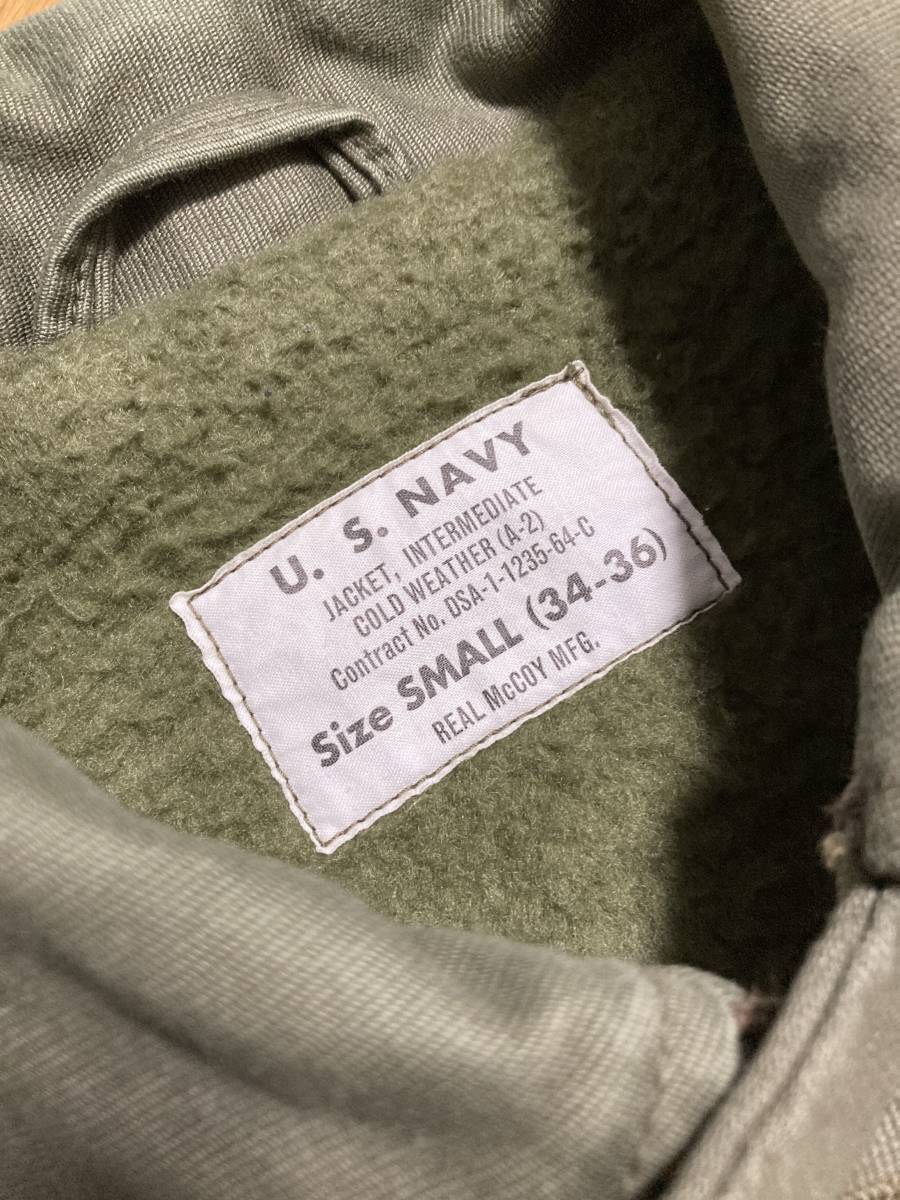 U. S. NAVY
JACKET, INTERMEDIATE
COLD WEATHER (A-2)
Contract No. DSA-1-1235-64-C
Size SMALL (34-36)
REAL McCOY MFG.